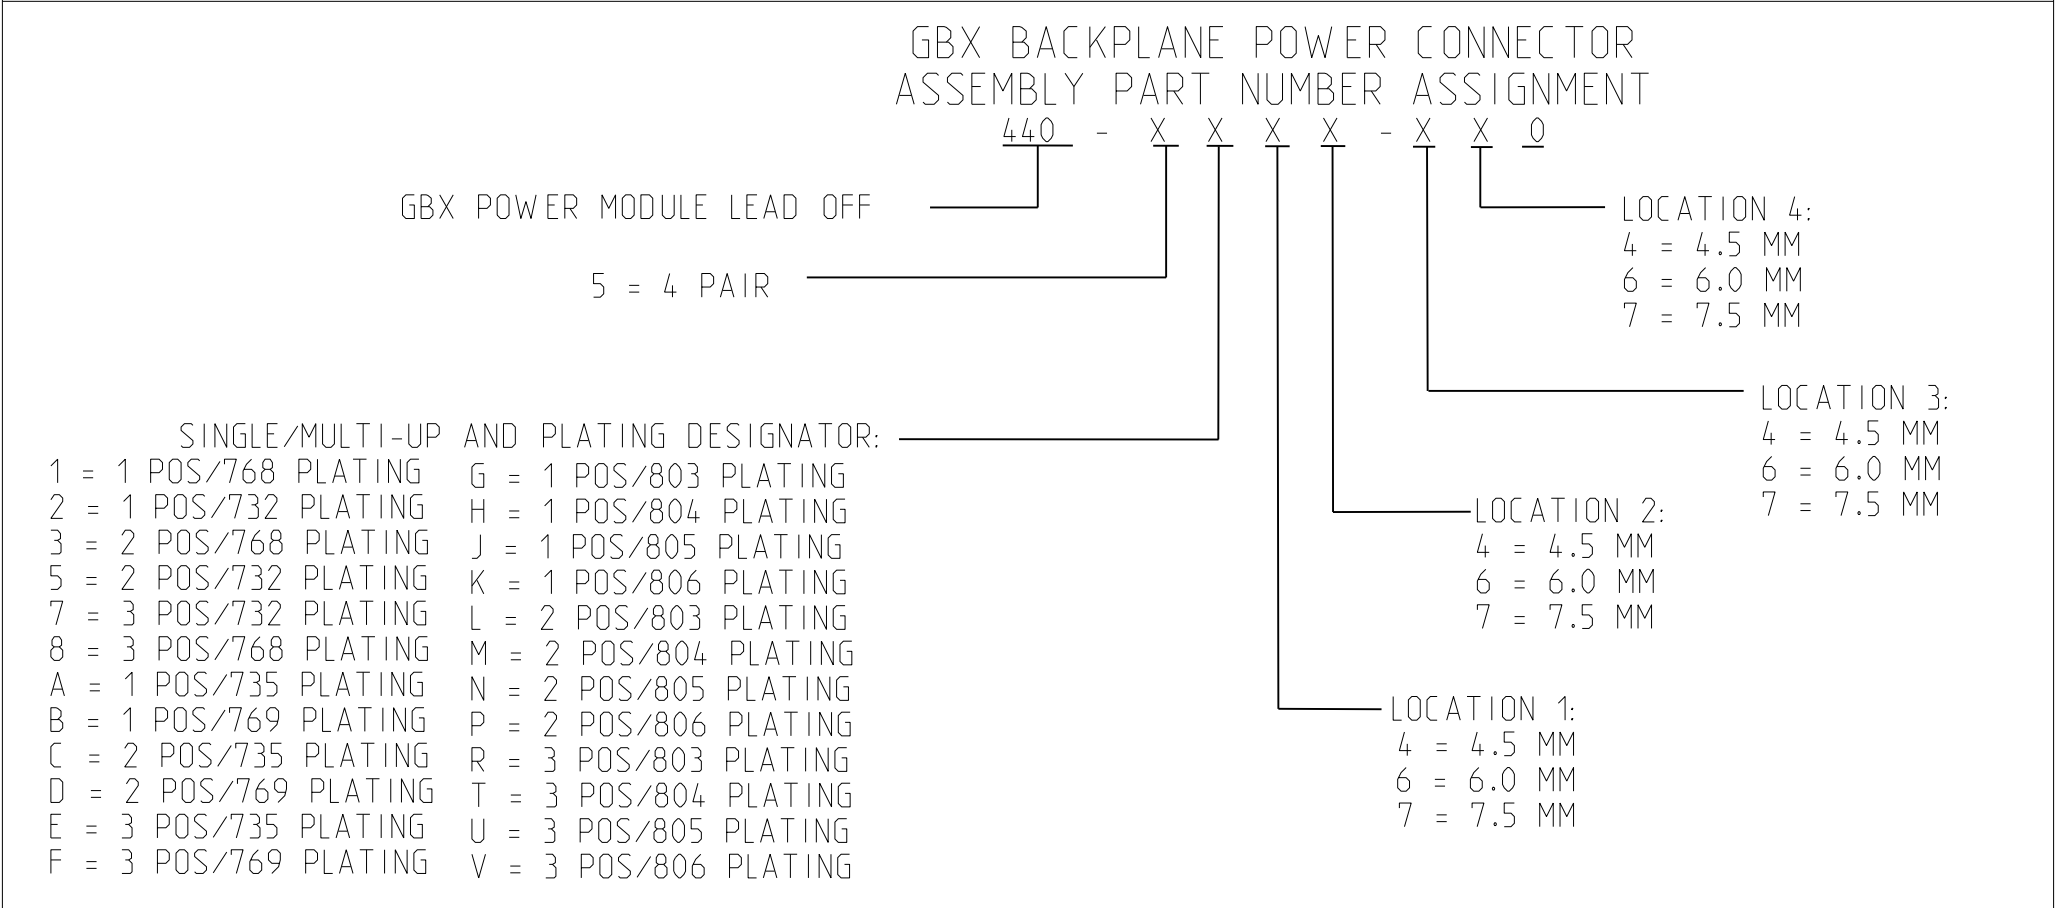 GBX BACKPLANE POWER CONNECTOR
ASSEMBLY PART NUMBER ASSIGNMENT
440 - X X X X - X X 0
GBX POWER MODULE LEAD OFF
5 = 4 PAIR
LOCATION 4:
4 = 4.5 MM
6 = 6.0 MM
7 = 7.5 MM
LOCATION 3:
4 = 4.5 MM
6 = 6.0 MM
7 = 7.5 MM
LOCATION 2:
4 = 4.5 MM
6 = 6.0 MM
7 = 7.5 MM
LOCATION 1:
4 = 4.5 MM
6 = 6.0 MM
7 = 7.5 MM
SINGLE/MULTI-UP AND PLATING DESIGNATOR:
1 = 1 POS/768 PLATING
2 = 1 POS/732 PLATING
3 = 2 POS/768 PLATING
5 = 2 POS/732 PLATING
7 = 3 POS/732 PLATING
8 = 3 POS/768 PLATING
A = 1 POS/735 PLATING
B = 1 POS/769 PLATING
C = 2 POS/735 PLATING
D = 2 POS/769 PLATING
E = 3 POS/735 PLATING
F = 3 POS/769 PLATING
G = 1 POS/803 PLATING
H = 1 POS/804 PLATING
J = 1 POS/805 PLATING
K = 1 POS/806 PLATING
L = 2 POS/803 PLATING
M = 2 POS/804 PLATING
N = 2 POS/805 PLATING
P = 2 POS/806 PLATING
R = 3 POS/803 PLATING
T = 3 POS/804 PLATING
U = 3 POS/805 PLATING
V = 3 POS/806 PLATING